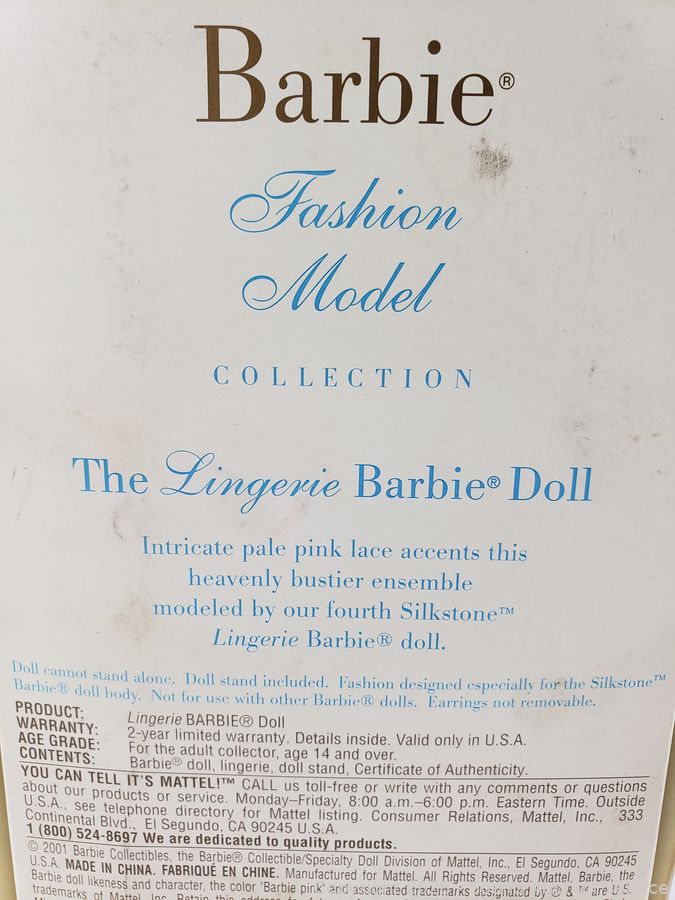 Barbie®
Fashion
Model
COLLECTION
The Lingerie Barbie® Doll
Intricate pale pink lace accents this
heavenly bustier ensemble
modeled by our fourth Silkstone™
Lingerie Barbie® doll.
Doll cannot stand alone. Doll stand included. Fashion designed especially for the Silkstone™
Barbie® doll body. Not for use with other Barbie® dolls. Earrings not removable.
PRODUCT: Lingerie BARBIE® Doll
WARRANTY: 2-year limited warranty. Details inside. Valid only in U.S.A.
AGE GRADE: For the adult collector, age 14 and over.
CONTENTS: Barbie® doll, lingerie, doll stand, Certificate of Authenticity.
YOU CAN TELL IT'S MATTEL!™ CALL us toll-free or write with any comments or questions
about our products or service. Monday–Friday, 8:00 a.m.–6:00 p.m. Eastern Time. Outside
U.S.A., see telephone directory for Mattel listing. Consumer Relations, Mattel, Inc., 333
Continental Blvd., El Segundo, CA 90245 U.S.A.
1 (800) 524-8697 We are dedicated to quality products.
© 2001 Barbie Collectibles, the Barbie® Collectible/Specialty Doll Division of Mattel, Inc., El Segundo, CA 90245
U.S.A. MADE IN CHINA. FABRIQUÉ EN CHINE. Manufactured for Mattel. All Rights Reserved. Mattel, Barbie, the
Barbie doll likeness and character, the color "Barbie pink" and associated trademarks designated by ® & ™ are U.S.
trademarks of Mattel, Inc. Retain this address for